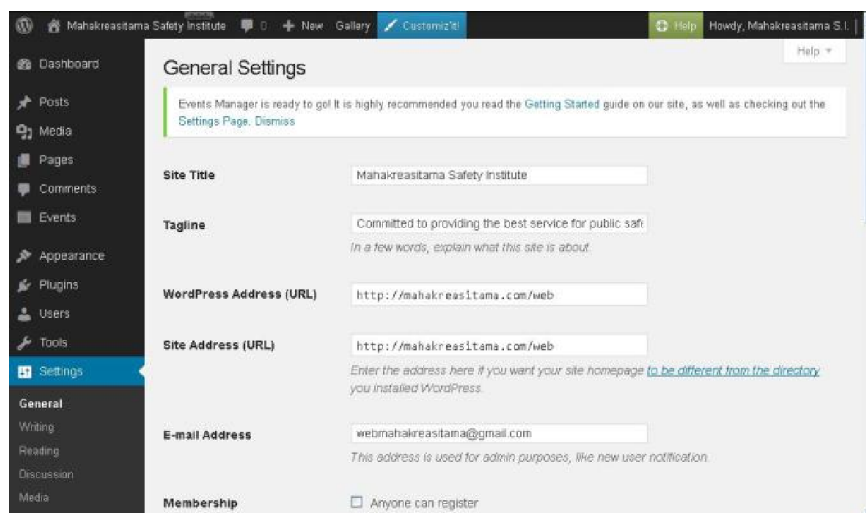 Mahakreasitama Safety Institute 0 New Gallery Customiz'it! Help Howdy, Mahakreasitama S.I.
Help
Dashboard
Posts
Media
Pages
Comments
Events
Appearance
Plugins
Users
Tools
Settings
General
Writing
Reading
Discussion
Media
General Settings
Events Manager is ready to go! It is highly recommended you read the Getting Started guide on our site, as well as checking out the
Settings Page. Dismiss
Site Title Mahakreasitama Safety Institute
Tagline Committed to providing the best service for public safe
In a few words, explain what this site is about.
WordPress Address (URL) http://mahakreasitama.com/web
Site Address (URL) http://mahakreasitama.com/web
Enter the address here if you want your site homepage to be different from the directory
you installed WordPress.
E-mail Address webmahakreasitama@gmail.com
This address is used for admin purposes, like new user notification.
Membership Anyone can register